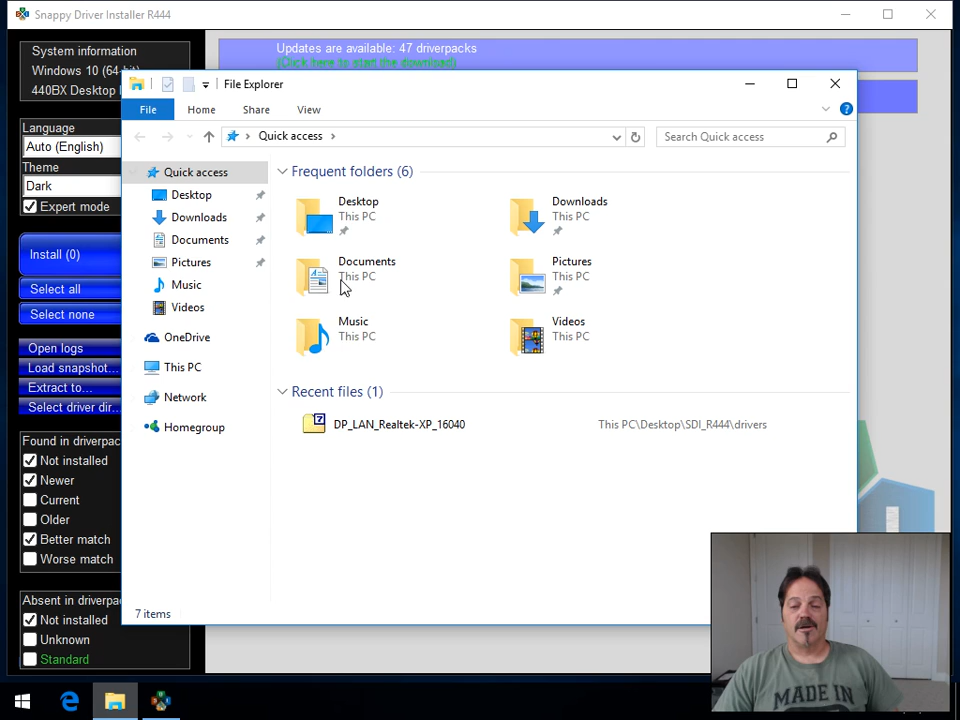 Snappy Driver Installer R444
System information
Windows 10 (64-bit)
440BX Desktop
Updates are available: 47 driverpacks
(Click here to start the download)
Language
Auto (English)
Theme
Dark
Expert mode
Install (0)
Select all
Select none
Open logs
Load snapshot...
Extract to...
Select driver dir...
Found in driverpac
Not installed
Newer
Current
Older
Better match
Worse match
Absent in driverpa
Not installed
Unknown
Standard
File Explorer
File Home Share View
Quick access
Search Quick access
Quick access
Desktop
Downloads
Documents
Pictures
Music
Videos
OneDrive
This PC
Network
Homegroup
Frequent folders (6)
Desktop
This PC
Downloads
This PC
Documents
This PC
Pictures
This PC
Music
This PC
Videos
This PC
Recent files (1)
DP_LAN_Realtek-XP_16040 This PC\Desktop\SDI_R444\drivers
7 items
MADE IN